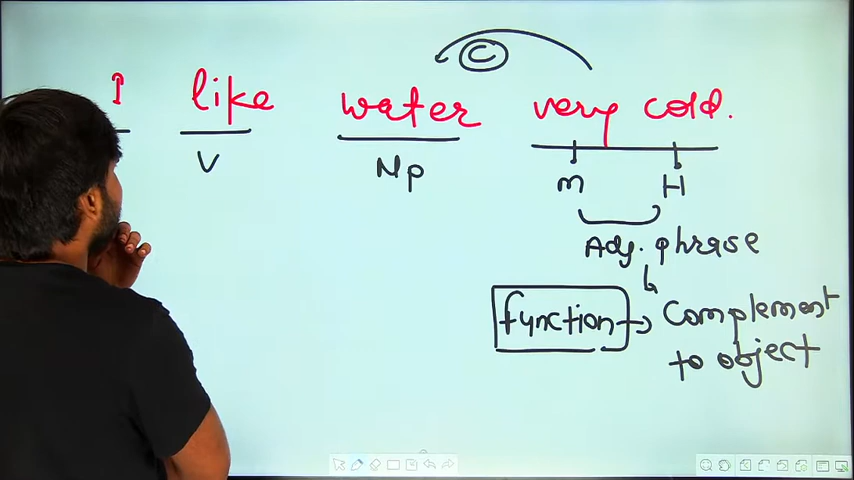 ©
I like water very cold.
V Np m H
Adj. phrase
function → Complement
to object